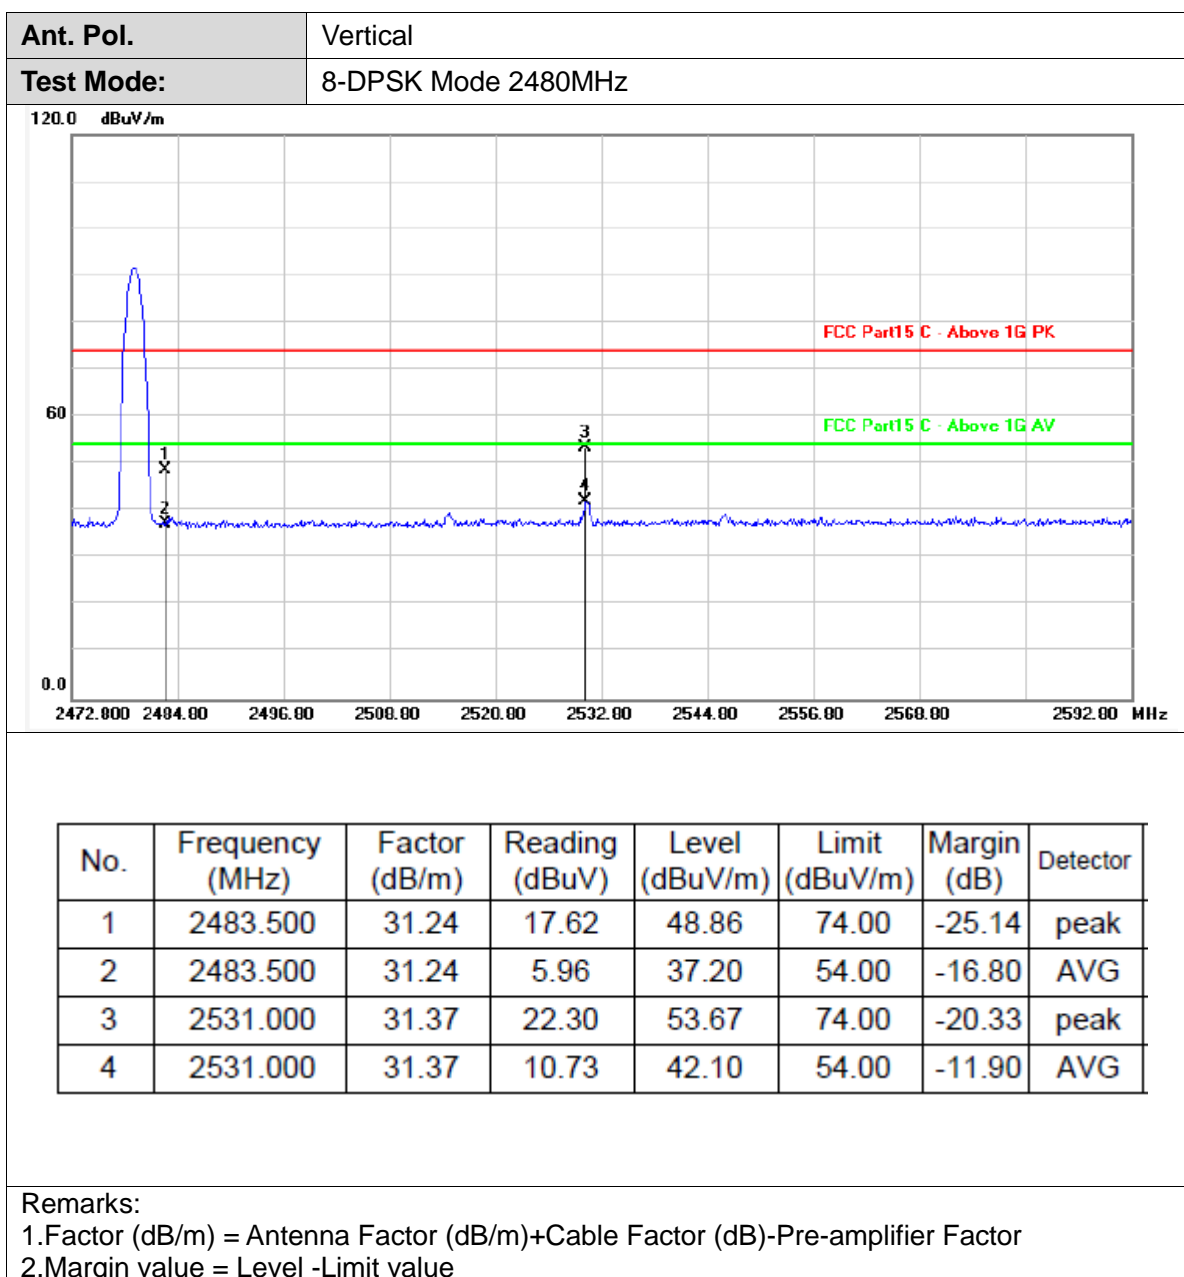 Ant. Pol. Vertical
Test Mode: 8-DPSK Mode 2480MHz
120.0 dBuV/m
FCC Part15 C - Above 1G PK
60
FCC Part15 C - Above 1G AV
3
1
4
2
0.0
2472.800 2484.80 2496.80 2508.80 2520.80 2532.80 2544.80 2556.80 2568.80 2592.80 MHz
No. Frequency (MHz) Factor (dB/m) Reading (dBuV) Level (dBuV/m) Limit (dBuV/m) Margin (dB) Detector
1 2483.500 31.24 17.62 48.86 74.00 -25.14 peak
2 2483.500 31.24 5.96 37.20 54.00 -16.80 AVG
3 2531.000 31.37 22.30 53.67 74.00 -20.33 peak
4 2531.000 31.37 10.73 42.10 54.00 -11.90 AVG
Remarks:
1.Factor (dB/m) = Antenna Factor (dB/m)+Cable Factor (dB)-Pre-amplifier Factor
2.Margin value = Level -Limit value